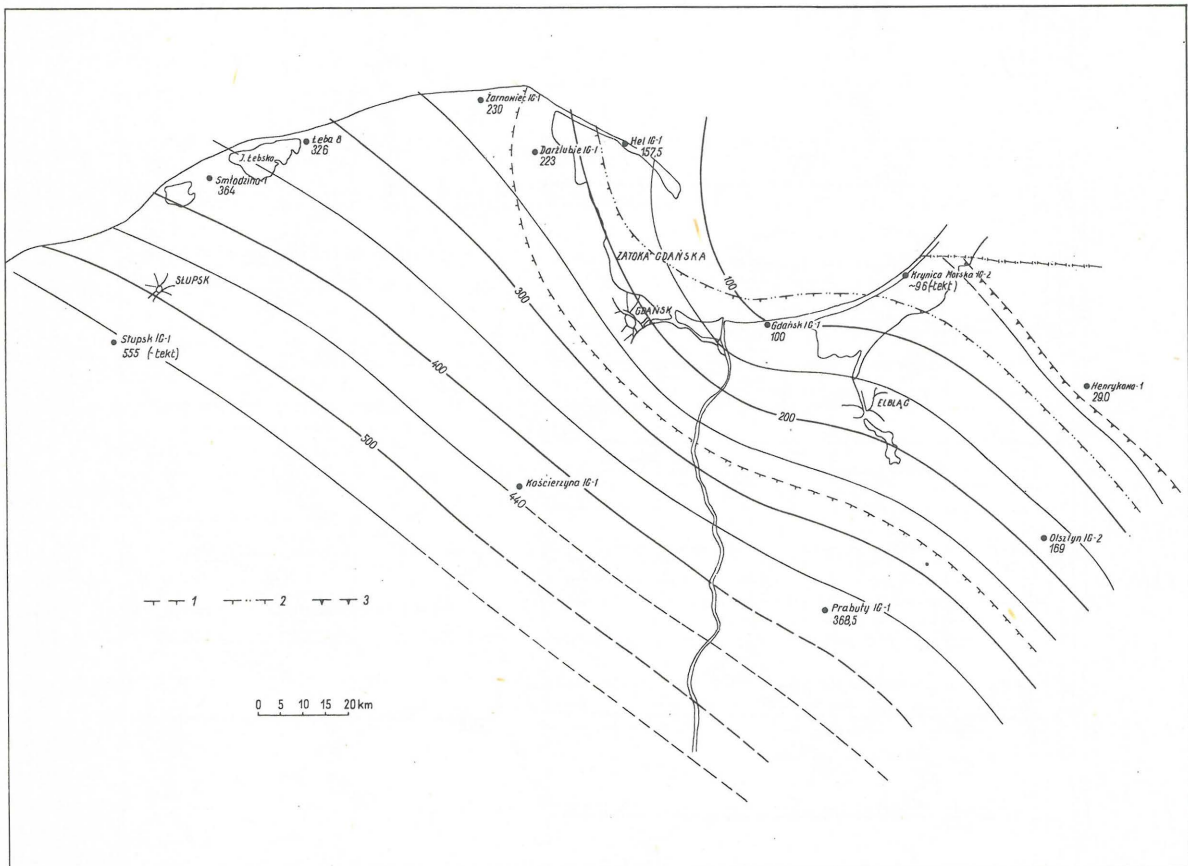 Żarnowiec IG-1
230
Łeba 8
326
J. Łebsko
Hel IG-1
157,5
Darżlubie IG-1
223
Smłodzino-1
364
ZATOKA GDAŃSKA
Krynica Morska IG-2
~96(-tekt)
SŁUPSK
100
300
GDAŃSK
Gdańsk IG-1
100
Słupsk IG-1
555 (-tekt)
400
Henrykowo-1
29.0
ELBLĄG
200
500
Kościerzyna IG-1
440
Olsztyn IG-2
169
1
2
3
Prabuty IG-1
368,5
0 5 10 15 20 km